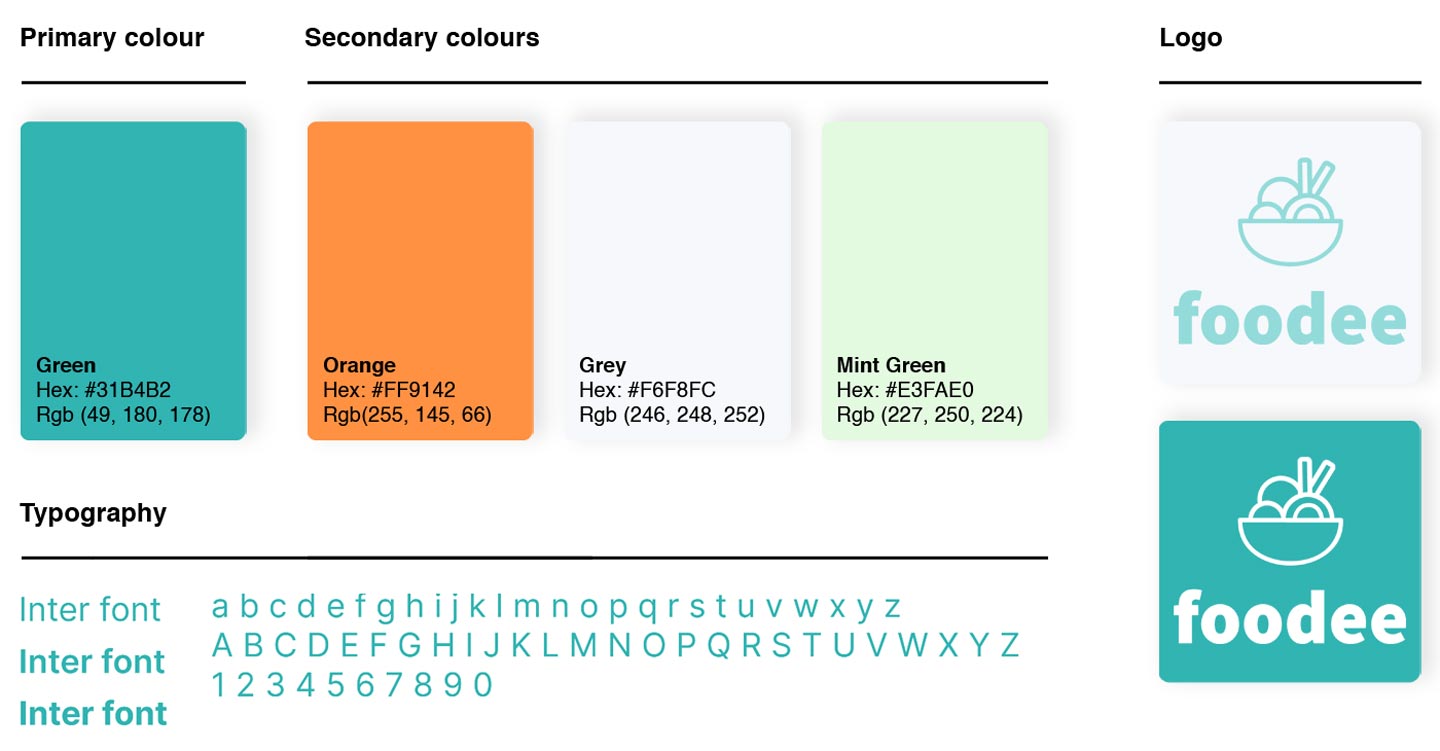 Primary colour
Secondary colours
Logo
Green
Hex: #31B4B2
Rgb (49, 180, 178)
Orange
Hex: #FF9142
Rgb(255, 145, 66)
Grey
Hex: #F6F8FC
Rgb (246, 248, 252)
Mint Green
Hex: #E3FAE0
Rgb (227, 250, 224)
foodee
foodee
Typography
Inter font
Inter font
Inter font
a b c d e f g h i j k l m n o p q r s t u v w x y z
A B C D E F G H I J K L M N O P Q R S T U V W X Y Z
1 2 3 4 5 6 7 8 9 0